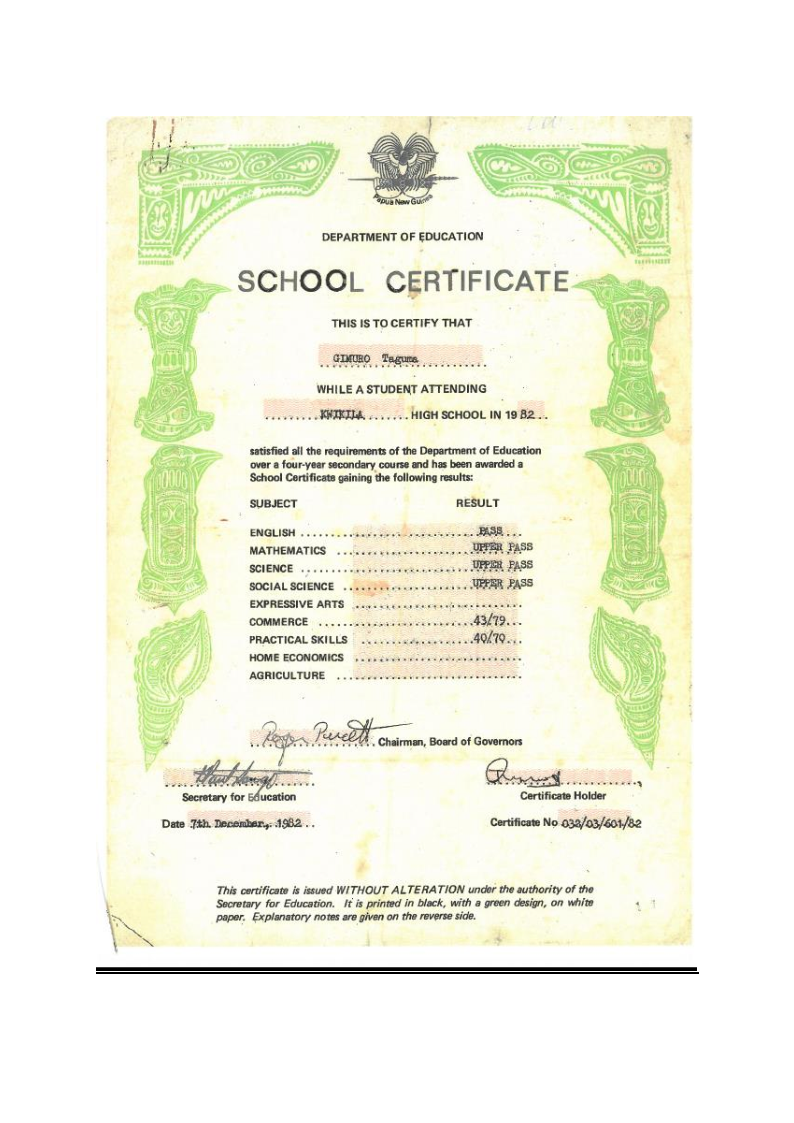 Papua New Guinea
DEPARTMENT OF EDUCATION
SCHOOL CERTIFICATE
THIS IS TO CERTIFY THAT
GIMURO Taguma
WHILE A STUDENT ATTENDING
KWIKILA HIGH SCHOOL IN 1982
satisfied all the requirements of the Department of Education
over a four-year secondary course and has been awarded a
School Certificate gaining the following results:
SUBJECT RESULT
ENGLISH PASS
MATHEMATICS UPPER PASS
SCIENCE UPPER PASS
SOCIAL SCIENCE UPPER PASS
EXPRESSIVE ARTS
COMMERCE 43/79
PRACTICAL SKILLS 40/70
HOME ECONOMICS
AGRICULTURE
Chairman, Board of Governors
Secretary for Education Certificate Holder
Date 7th December, 1982 Certificate No 032/03/601/82
This certificate is issued WITHOUT ALTERATION under the authority of the
Secretary for Education. It is printed in black, with a green design, on white
paper. Explanatory notes are given on the reverse side.